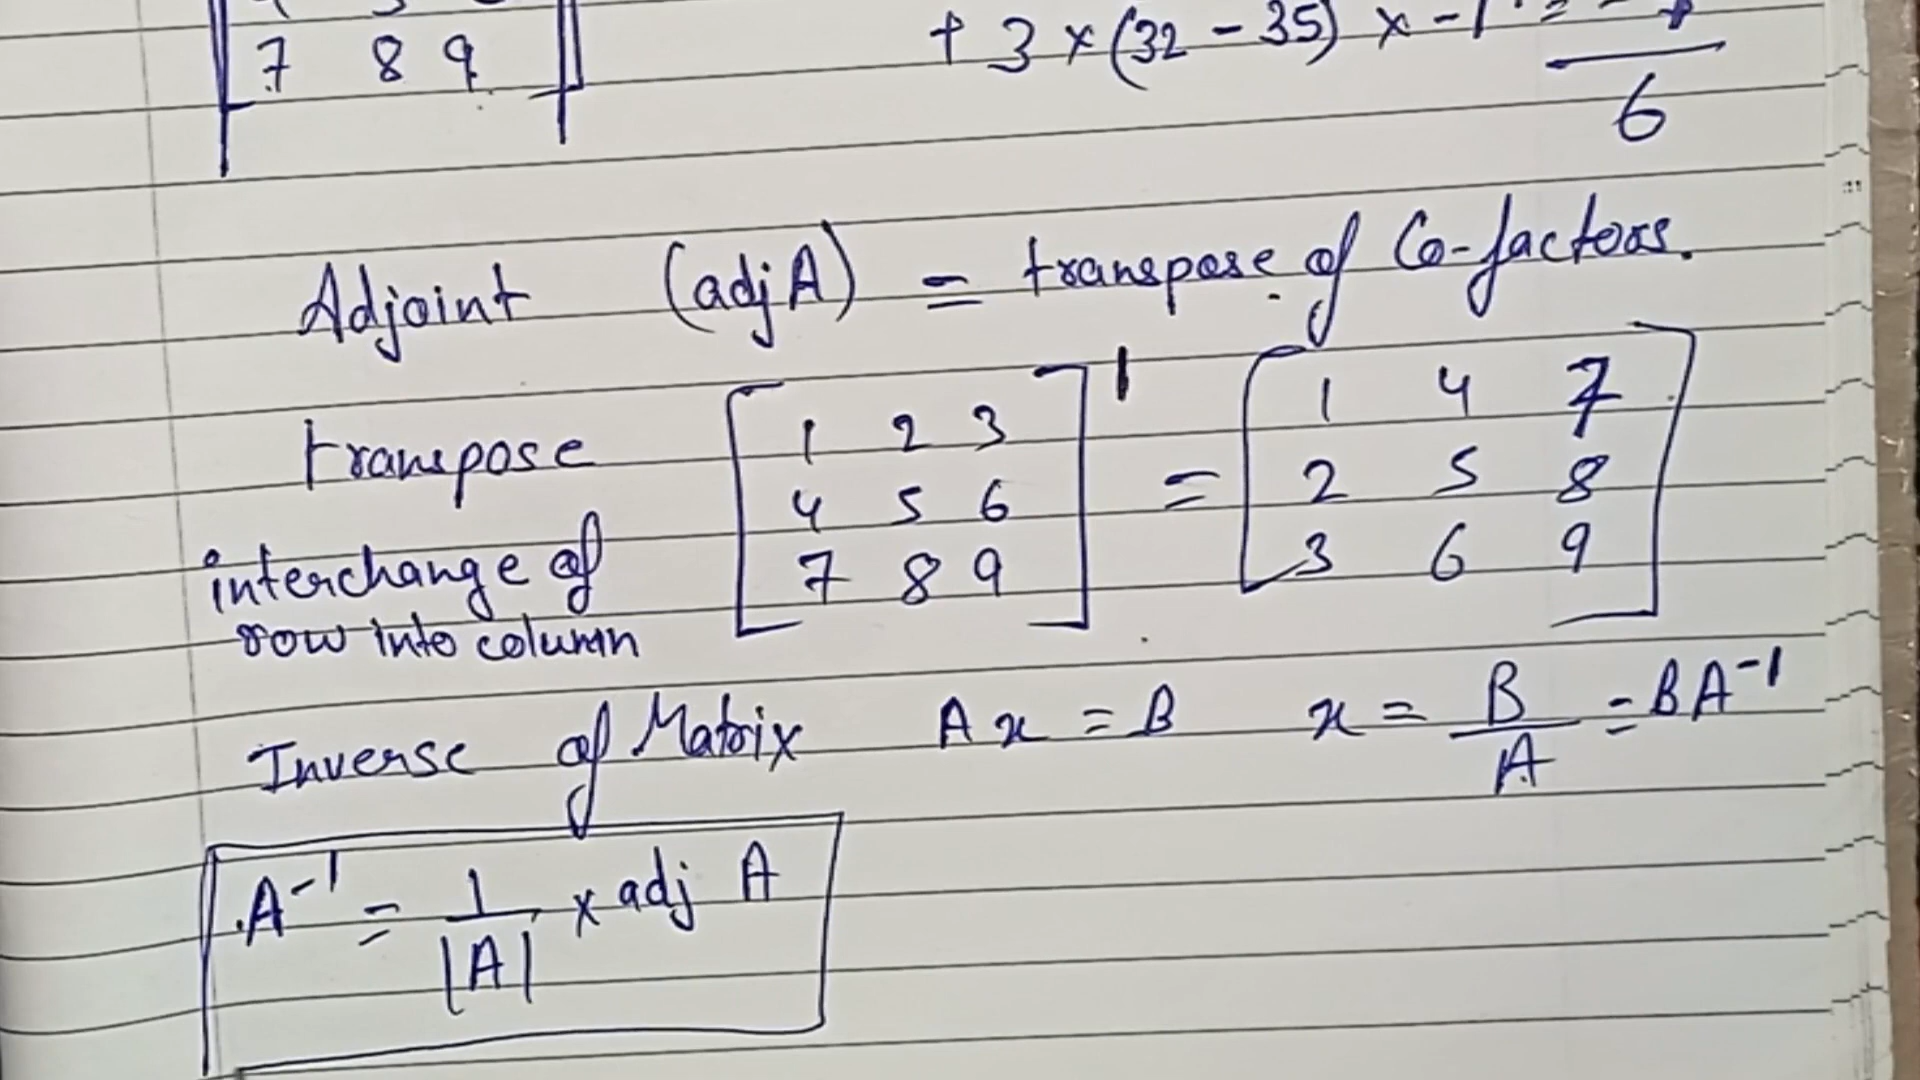 7 8 9
+ 3 x (32 - 35) x - 1
6
Adjoint (adj A) = transpose of Co-factors.
transpose [1 2 3
4 5 6
7 8 9]' = [1 4 7
2 5 8
3 6 9]
interchange of
row into column
Inverse of Matrix Ax = B x = B/A = BA⁻¹
A⁻¹ = 1/|A| x adj A